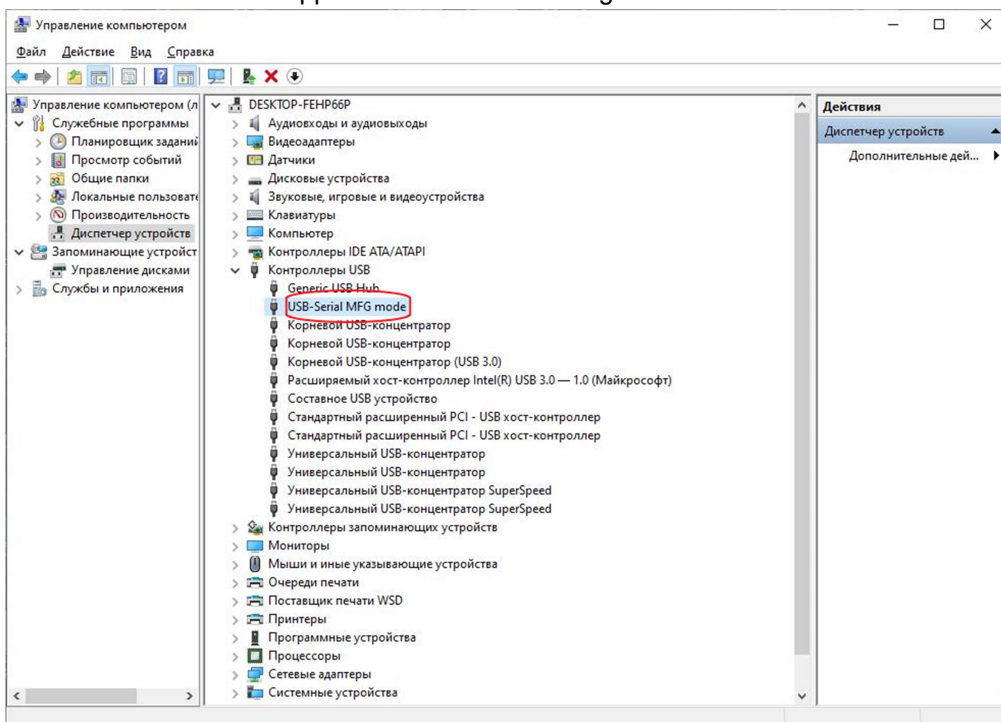 Управление компьютером
Файл Действие Вид Справка
Управление компьютером (л
Служебные программы
Планировщик заданий
Просмотр событий
Общие папки
Локальные пользовате
Производительность
Диспетчер устройств
Запоминающие устройст
Управление дисками
Службы и приложения
DESKTOP-FEHP66P
Аудиовходы и аудиовыходы
Видеоадаптеры
Датчики
Дисковые устройства
Звуковые, игровые и видеоустройства
Клавиатуры
Компьютер
Контроллеры IDE ATA/ATAPI
Контроллеры USB
Generic USB Hub
USB-Serial MFG mode
Корневой USB-концентратор
Корневой USB-концентратор
Корневой USB-концентратор (USB 3.0)
Расширяемый хост-контроллер Intel(R) USB 3.0 — 1.0 (Майкрософт)
Составное USB устройство
Стандартный расширенный PCI - USB хост-контроллер
Стандартный расширенный PCI - USB хост-контроллер
Универсальный USB-концентратор
Универсальный USB-концентратор
Универсальный USB-концентратор SuperSpeed
Универсальный USB-концентратор SuperSpeed
Контроллеры запоминающих устройств
Мониторы
Мыши и иные указывающие устройства
Очереди печати
Поставщик печати WSD
Принтеры
Программные устройства
Процессоры
Сетевые адаптеры
Системные устройства
Действия
Диспетчер устройств
Дополнительные дей...